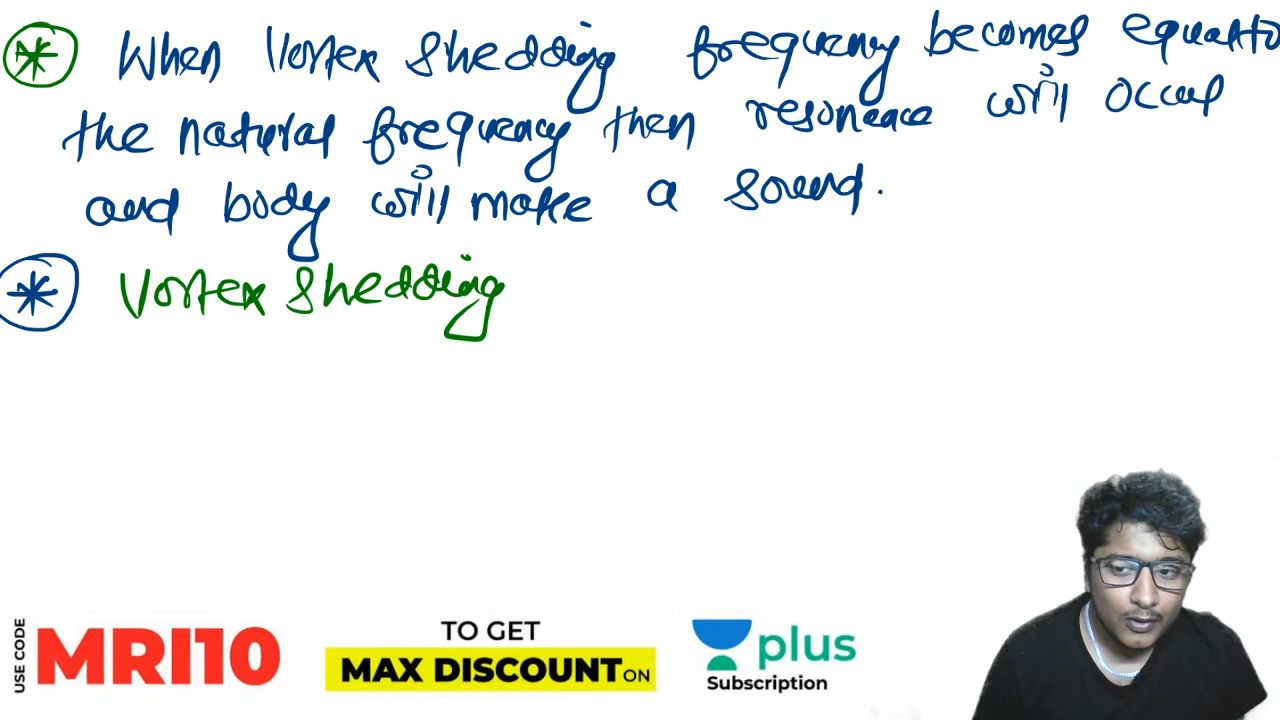 * When Vortex Shedding frequency becomes equal to
the natural frequency then resonance will occur
and body will make a sound.
* Vortex Shedding
USE CODE
MRI10
TO GET
MAX DISCOUNT ON
plus
Subscription